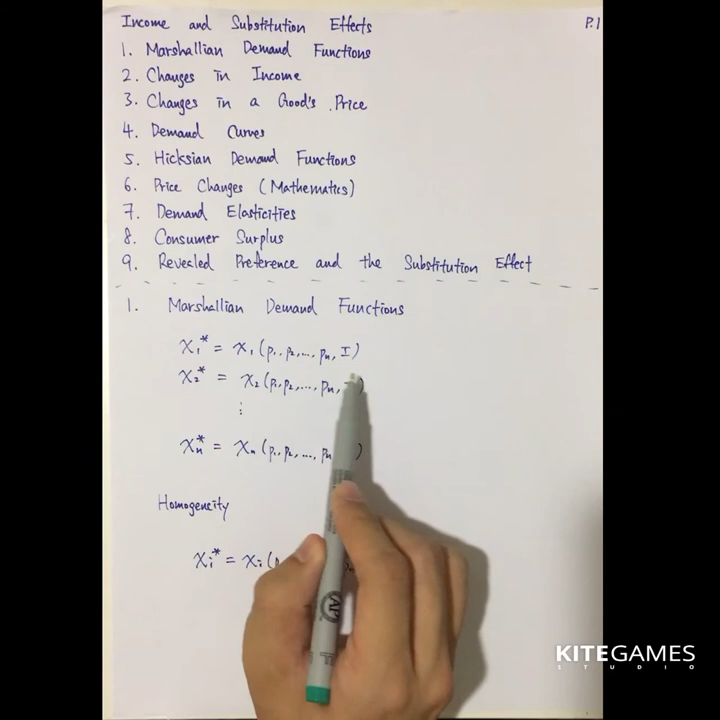 Income and Substitution Effects P.1
1. Marshallian Demand Functions
2. Changes in Income
3. Changes in a Good's Price
4. Demand Curves
5. Hicksian Demand Functions
6. Price Changes (Mathematics)
7. Demand Elasticities
8. Consumer Surplus
9. Revealed Preference and the Substitution Effect
1. Marshallian Demand Functions
x₁* = x₁(p₁, p₂, ..., pₙ, I)
x₂* = x₂(p₁, p₂, ..., pₙ, )
⋮
xₙ* = xₙ(p₁, p₂, ..., pₙ )
Homogeneity
xᵢ* = xᵢ(p
KITEGAMES
STUDIO